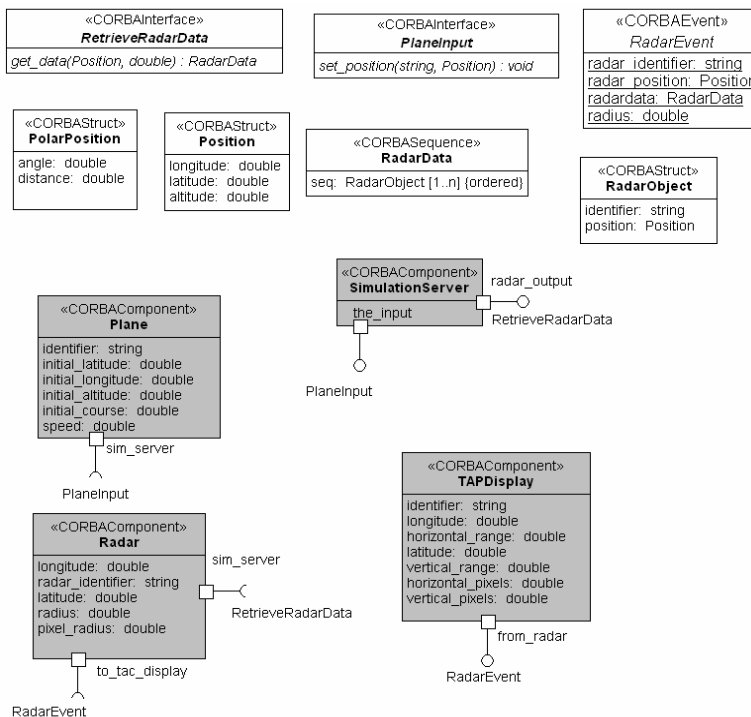 «CORBAInterface»
RetrieveRadarData
get_data(Position, double) : RadarData
«CORBAInterface»
PlaneInput
set_position(string, Position) : void
«CORBAEvent»
RadarEvent
radar_identifier: string
radar_position: Position
radardata: RadarData
radius: double
«CORBAStruct»
PolarPosition
angle: double
distance: double
«CORBAStruct»
Position
longitude: double
latitude: double
altitude: double
«CORBASequence»
RadarData
seq: RadarObject [1..n] {ordered}
«CORBAStruct»
RadarObject
identifier: string
position: Position
«CORBAComponent»
SimulationServer
the_input
radar_output
RetrieveRadarData
PlaneInput
«CORBAComponent»
Plane
identifier: string
initial_latitude: double
initial_longitude: double
initial_altitude: double
initial_course: double
speed: double
sim_server
PlaneInput
«CORBAComponent»
TAPDisplay
identifier: string
longitude: double
horizontal_range: double
latitude: double
vertical_range: double
horizontal_pixels: double
vertical_pixels: double
from_radar
RadarEvent
«CORBAComponent»
Radar
longitude: double
radar_identifier: string
latitude: double
radius: double
pixel_radius: double
sim_server
RetrieveRadarData
to_tac_display
RadarEvent